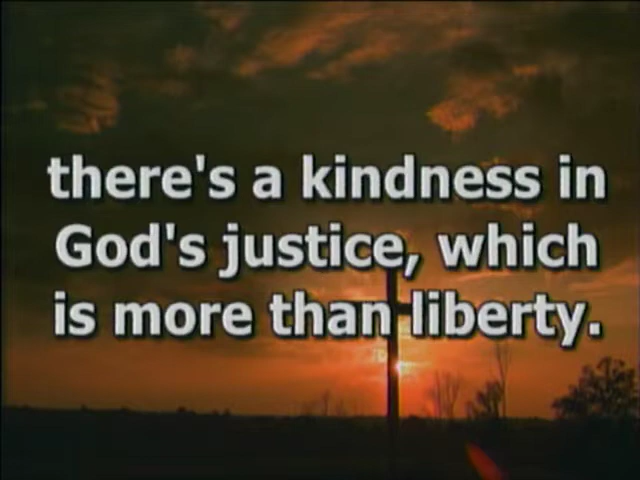 there's a kindness in
God's justice, which
is more than liberty.